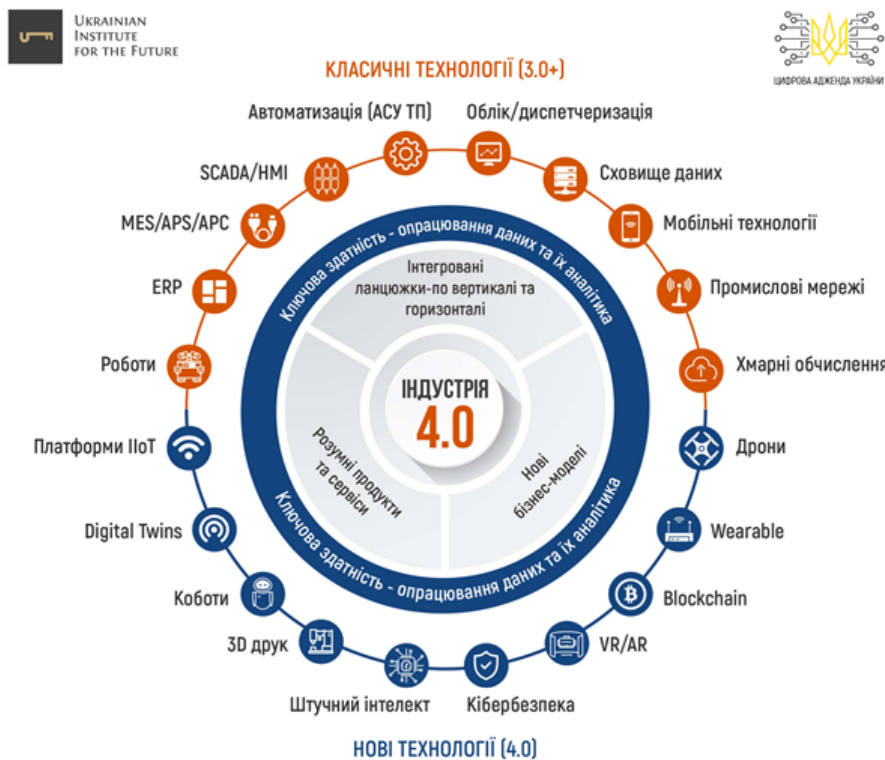 UKRAINIAN
INSTITUTE
FOR THE FUTURE
ЦИФРОВА АДЖЕНДА УКРАЇНИ
КЛАСИЧНІ ТЕХНОЛОГІЇ (3.0+)
Автоматизація (АСУ ТП)
Облік/диспетчеризація
SCADA/HMI
Сховище даних
MES/APS/APC
Мобільні технології
ERP
Промислові мережі
Роботи
Хмарні обчислення
Ключова здатність - опрацювання даних та їх аналітика
Інтегровані
ланцюжки-по вертикалі та
горизонталі
ІНДУСТРІЯ
4.0
Розумні продукти
та сервіси
Нові
бізнес-моделі
Ключова здатність - опрацювання даних та їх аналітика
Платформи IIoT
Дрони
Digital Twins
Wearable
Коботи
Blockchain
3D друк
VR/AR
Штучний інтелект
Кібербезпека
НОВІ ТЕХНОЛОГІЇ (4.0)